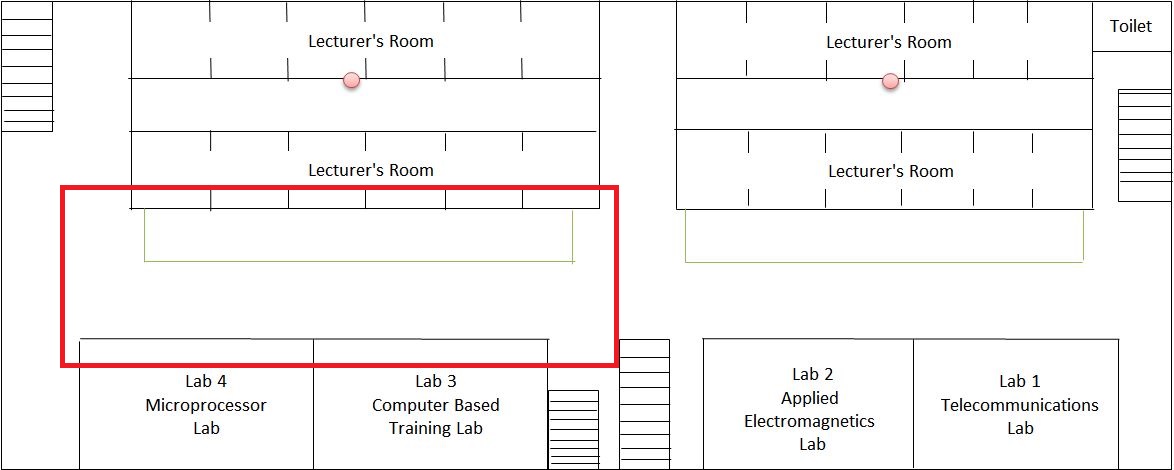 Lecturer's Room
Lecturer's Room
Toilet
Lecturer's Room
Lecturer's Room
Lab 4
Microprocessor
Lab
Lab 3
Computer Based
Training Lab
Lab 2
Applied
Electromagnetics
Lab
Lab 1
Telecommunications
Lab